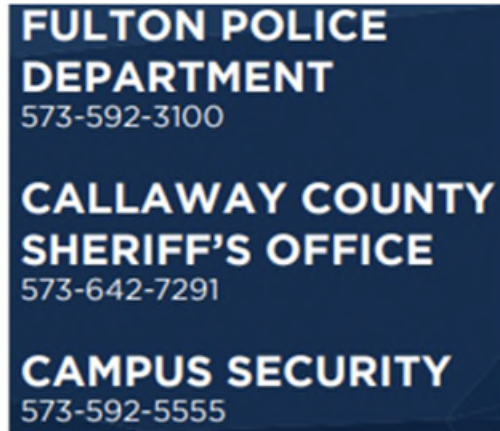 FULTON POLICE
DEPARTMENT
573-592-3100
CALLAWAY COUNTY
SHERIFF'S OFFICE
573-642-7291
CAMPUS SECURITY
573-592-5555